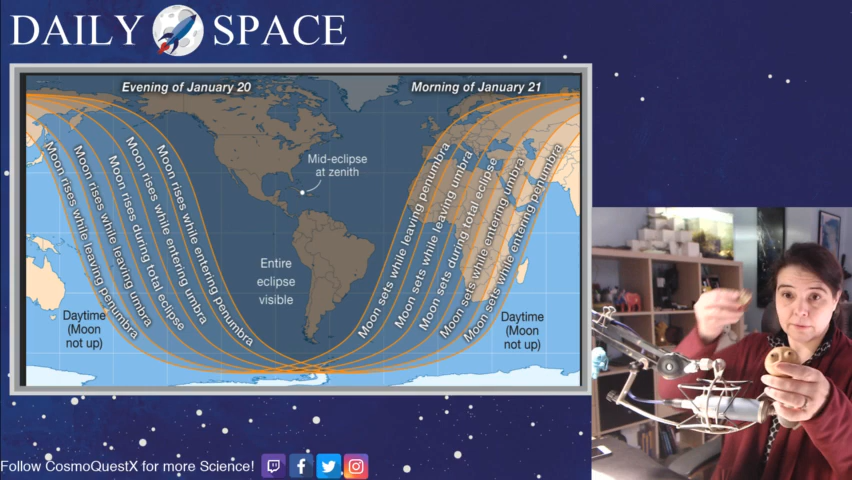 DAILY SPACE
Evening of January 20
Morning of January 21
Mid-eclipse
at zenith
Moon rises while leaving penumbra
Moon rises while leaving umbra
Moon rises during total eclipse
Moon rises while entering umbra
Moon rises while entering penumbra
Entire
eclipse
visible
Moon sets while leaving penumbra
Moon sets while leaving umbra
Moon sets during total eclipse
Moon sets while entering umbra
Moon sets while entering penumbra
Daytime
(Moon
not up)
Daytime
(Moon
not up)
Follow CosmoQuestX for more Science!